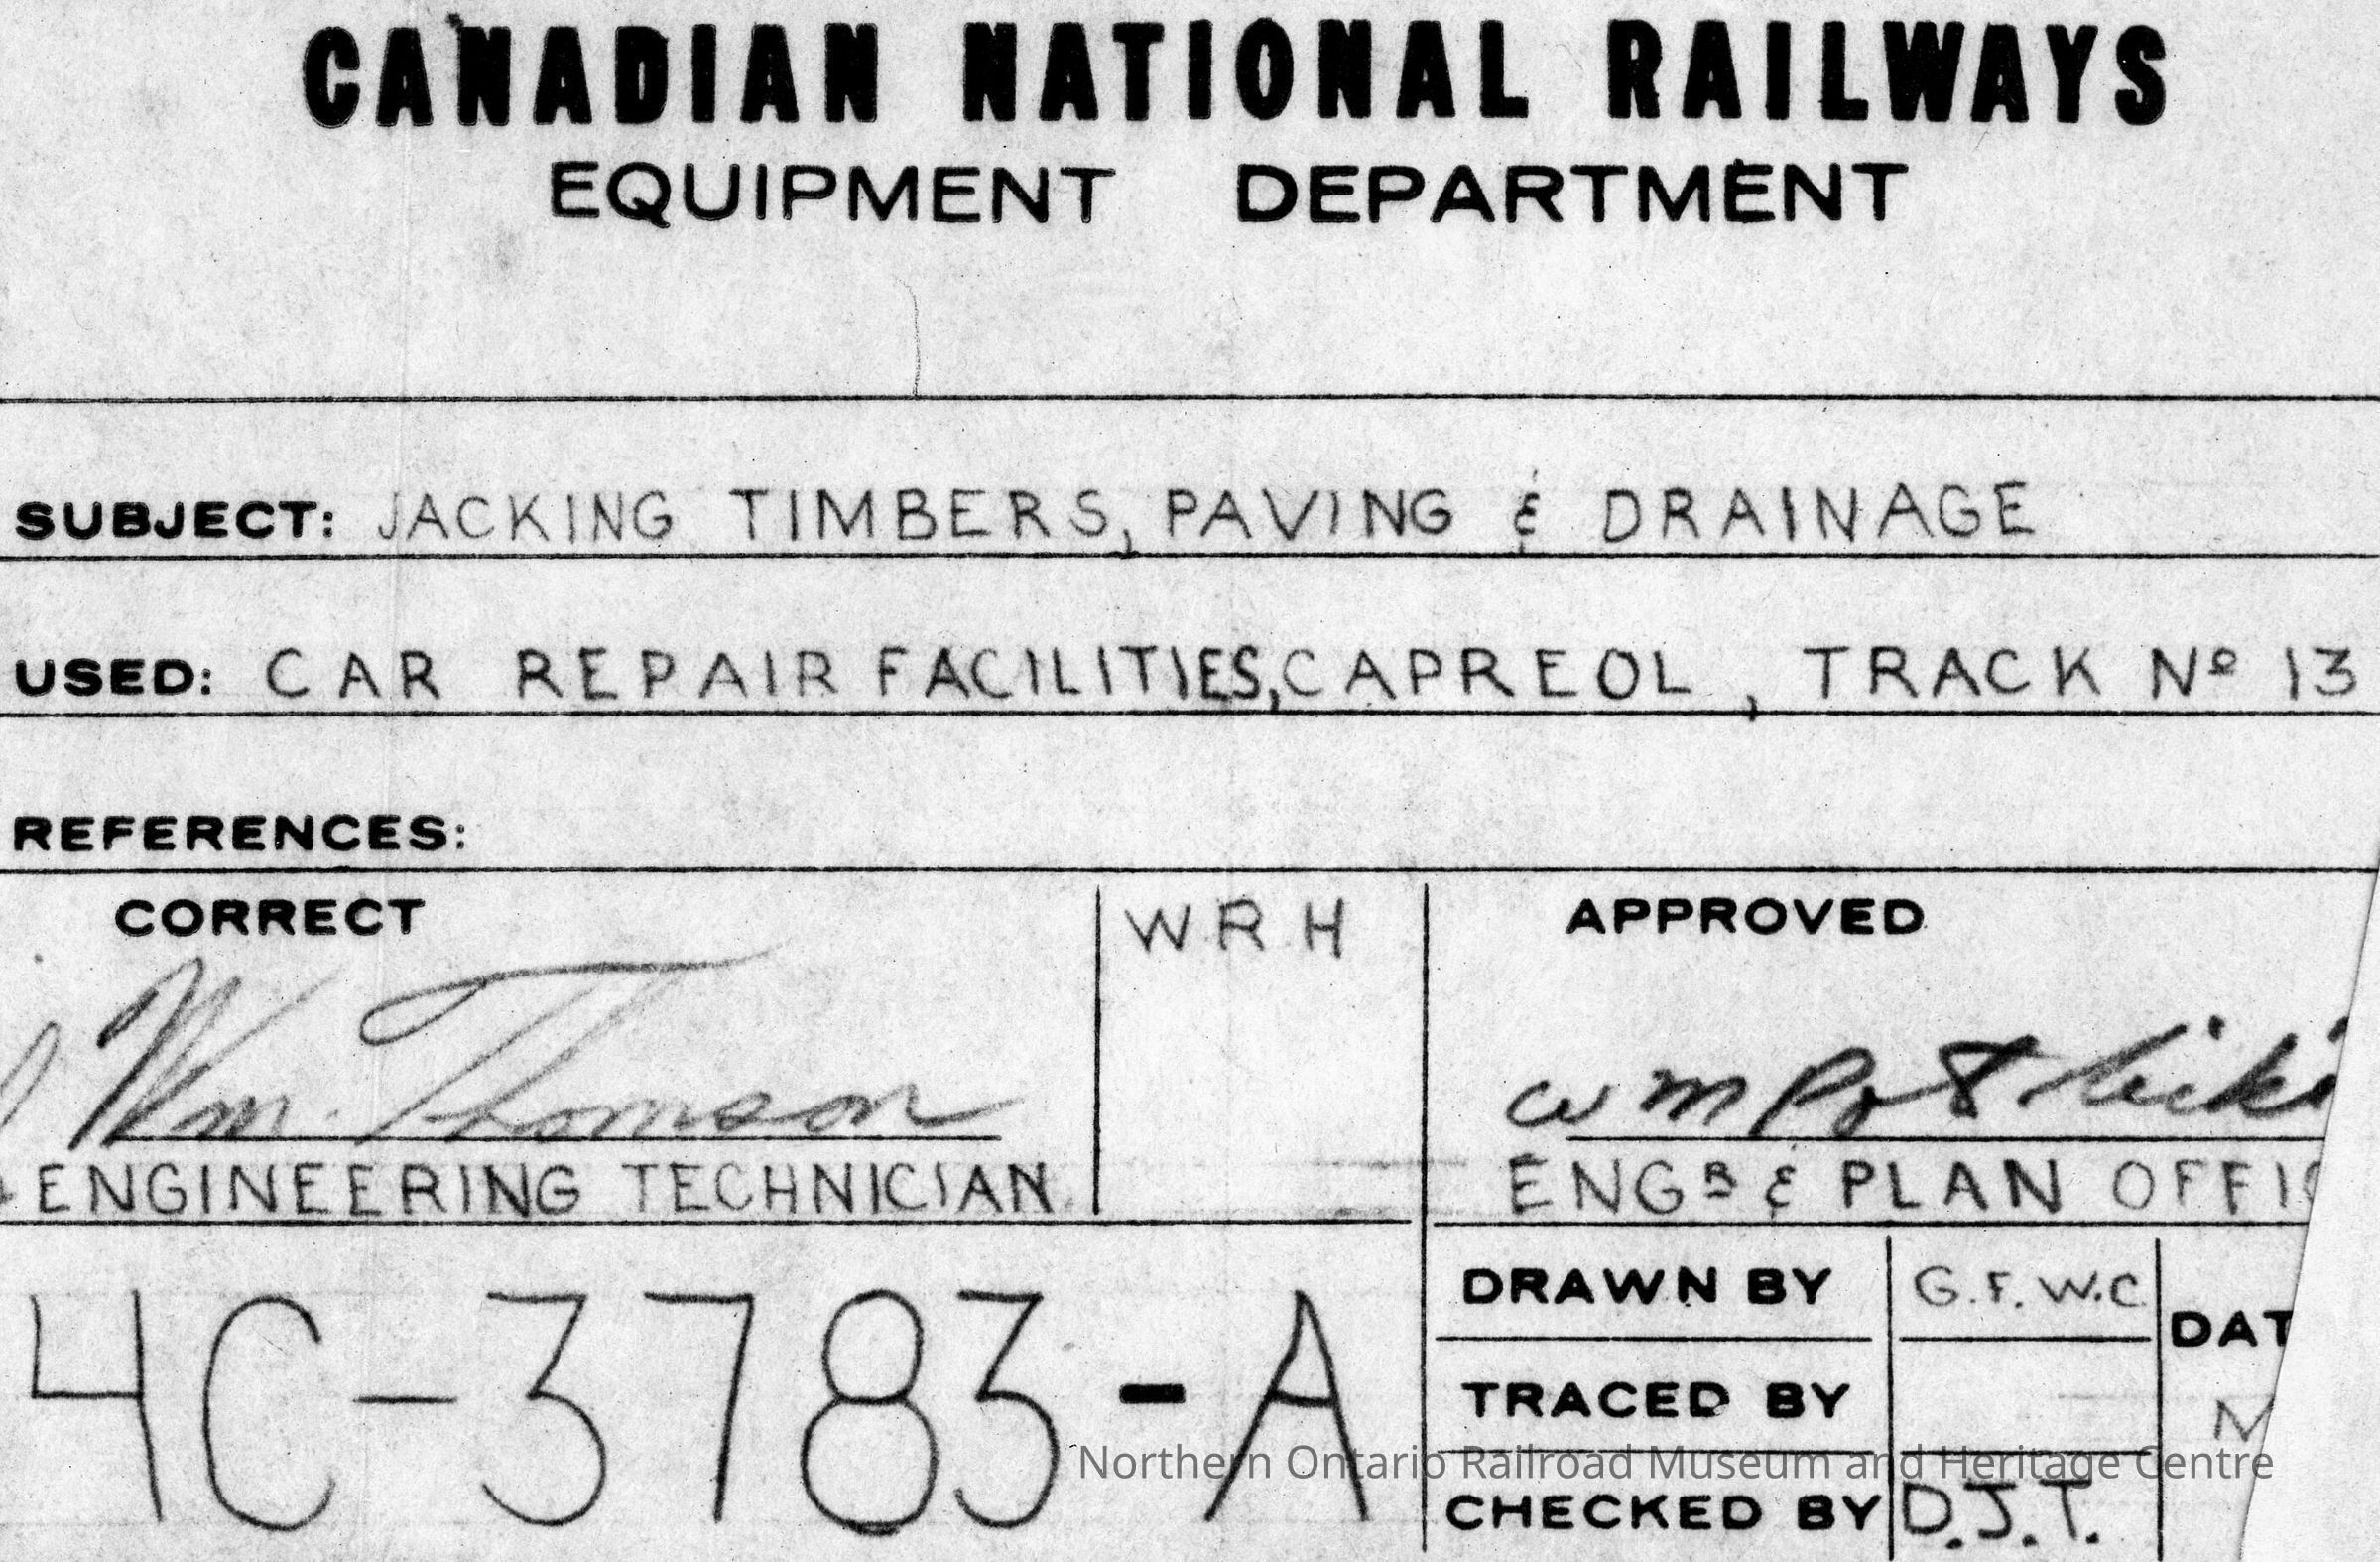 CANADIAN NATIONAL RAILWAYS
EQUIPMENT DEPARTMENT
SUBJECT: JACKING TIMBERS, PAVING & DRAINAGE
USED: CAR REPAIR FACILITIES, CAPREOL, TRACK Nº 13
REFERENCES:
CORRECT
WRH
APPROVED
Wm. Thomson
ENGINEERING TECHNICIAN
ENGR & PLAN OFFIC
4C-3783-A
DRAWN BY G.F.W.C
DAT
TRACED BY
M
Northern Ontario Railroad Museum and Heritage Centre
CHECKED BY D.J.T.